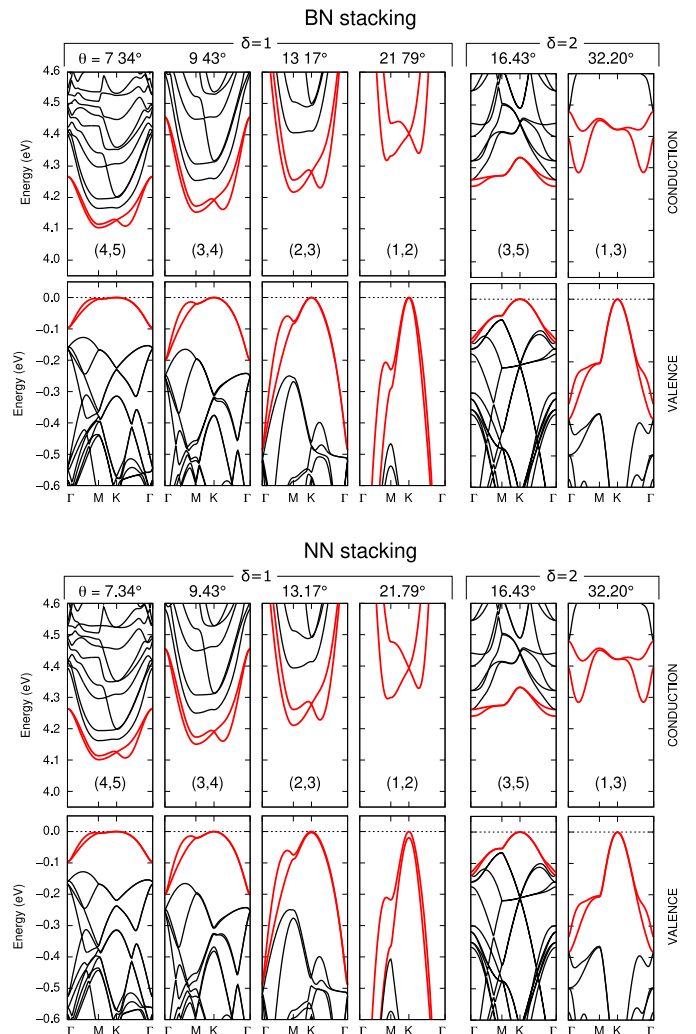 BN stacking
δ=1 δ=2
θ = 7 34° 9 43° 13 17° 21 79° 16.43° 32.20°
4.6
4.5
4.4
4.3
4.2
4.1
4.0
Energy (eV)
CONDUCTION
(4,5) (3,4) (2,3) (1,2) (3,5) (1,3)
0.0
−0.1
−0.2
−0.3
−0.4
−0.5
−0.6
Energy (eV)
VALENCE
Γ M K Γ Γ M K Γ Γ M K Γ Γ M K Γ Γ M K Γ Γ M K Γ
NN stacking
δ=1 δ=2
θ = 7.34° 9.43° 13.17° 21.79° 16.43° 32.20°
4.6
4.5
4.4
4.3
4.2
4.1
4.0
Energy (eV)
CONDUCTION
(4,5) (3,4) (2,3) (1,2) (3,5) (1,3)
0.0
−0.1
−0.2
−0.3
−0.4
−0.5
−0.6
Energy (eV)
VALENCE
Γ M K Γ Γ M K Γ Γ M K Γ Γ M K Γ Γ M K Γ Γ M K Γ